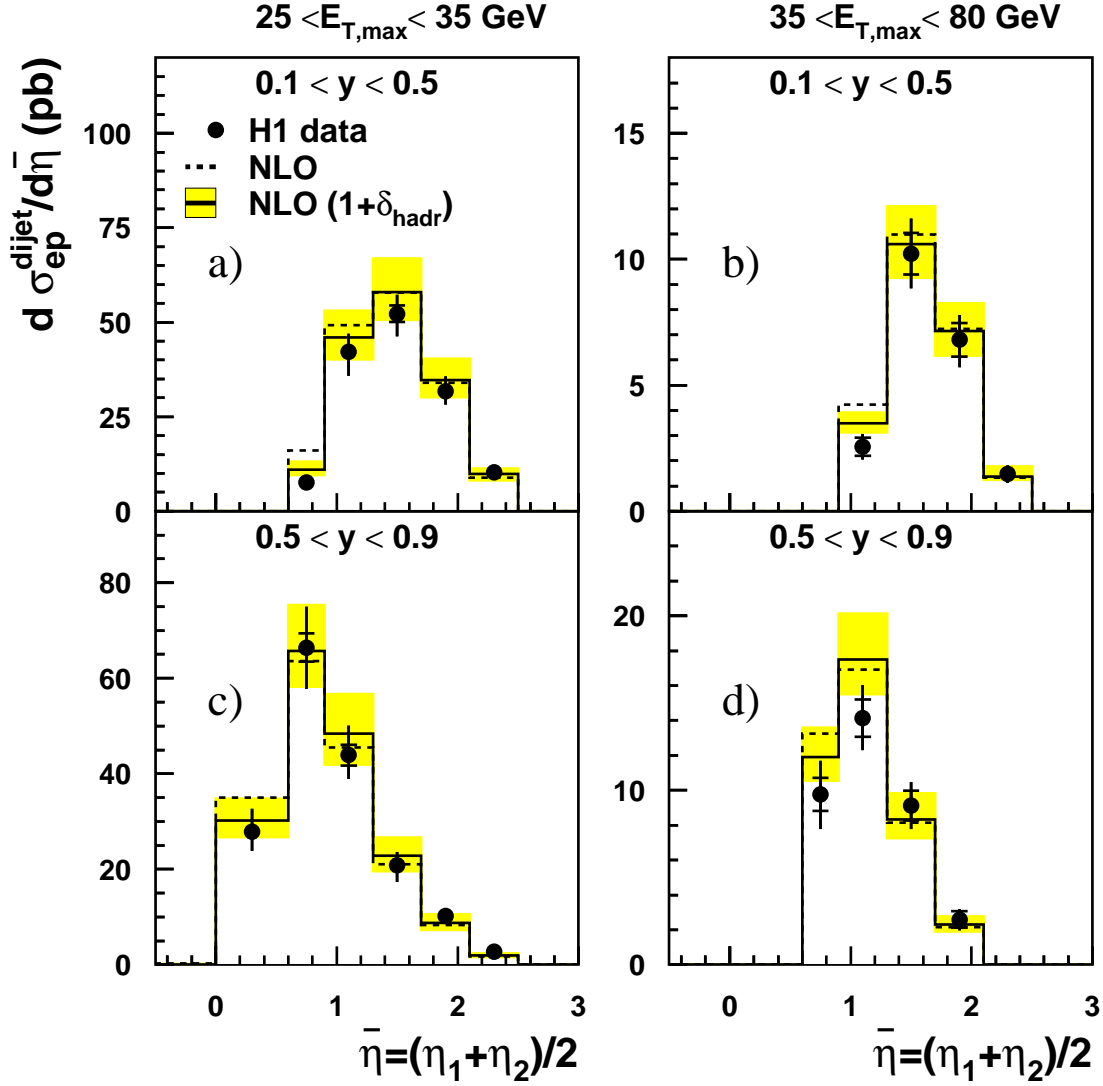 25 <E_T,max< 35 GeV
35 <E_T,max< 80 GeV
d σ_ep^dijet/dη̄ (pb)
0.1 < y < 0.5
H1 data
NLO
NLO (1+δ_hadr)
a)
100
75
50
25
0
0.1 < y < 0.5
b)
15
10
5
0
0.5 < y < 0.9
c)
80
60
40
20
0
0 1 2 3
η̄=(η₁+η₂)/2
0.5 < y < 0.9
d)
20
10
0
0 1 2 3
η̄=(η₁+η₂)/2